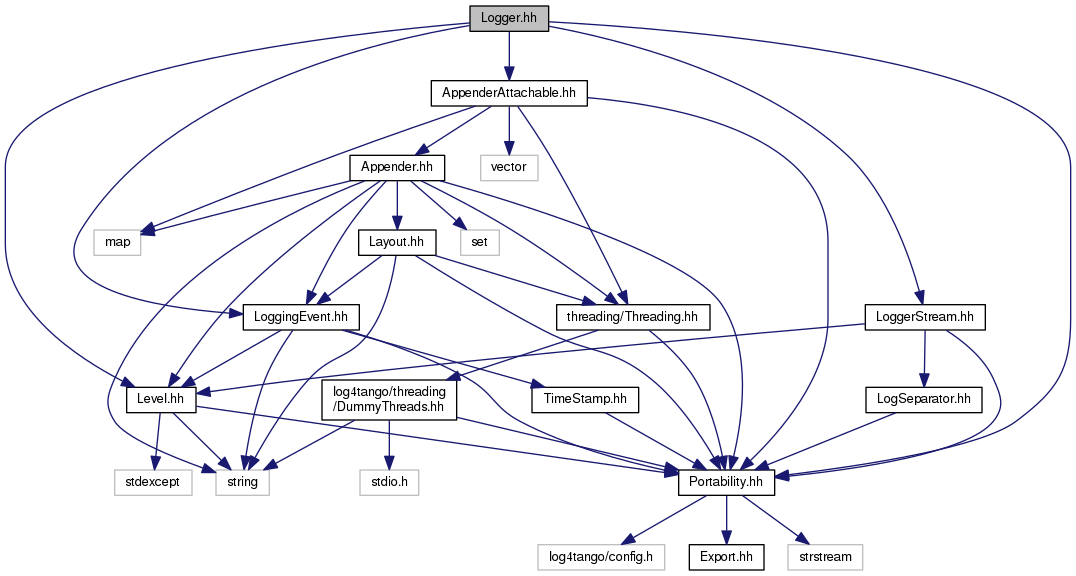 Logger.hh
AppenderAttachable.hh
Appender.hh
vector
map
Layout.hh
set
LoggingEvent.hh
threading/Threading.hh
LoggerStream.hh
Level.hh
log4tango/threading
/DummyThreads.hh
TimeStamp.hh
LogSeparator.hh
stdexcept
string
stdio.h
Portability.hh
log4tango/config.h
Export.hh
strstream